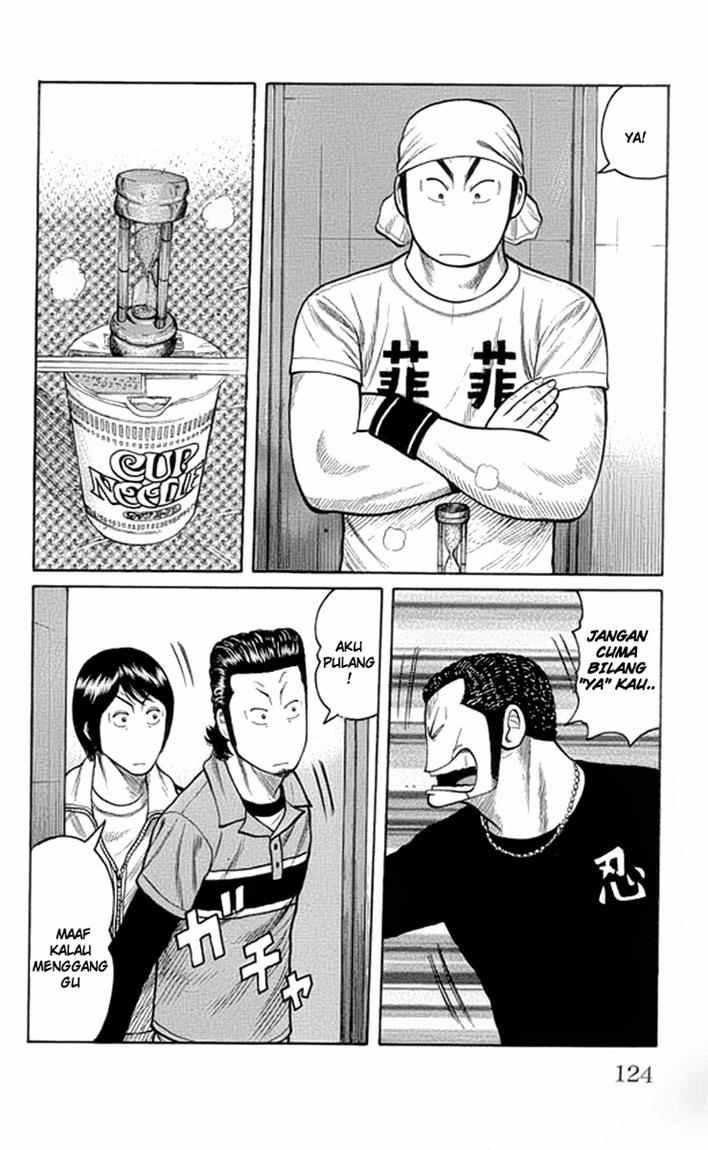 YA!
菲 菲
CUP
NEEDLE
JANGAN
CUMA
BILANG
"YA" KAU..
忍
AKU
PULANG
!
MAAF
KALAU
MENGGANG
GU
ガチャ
124